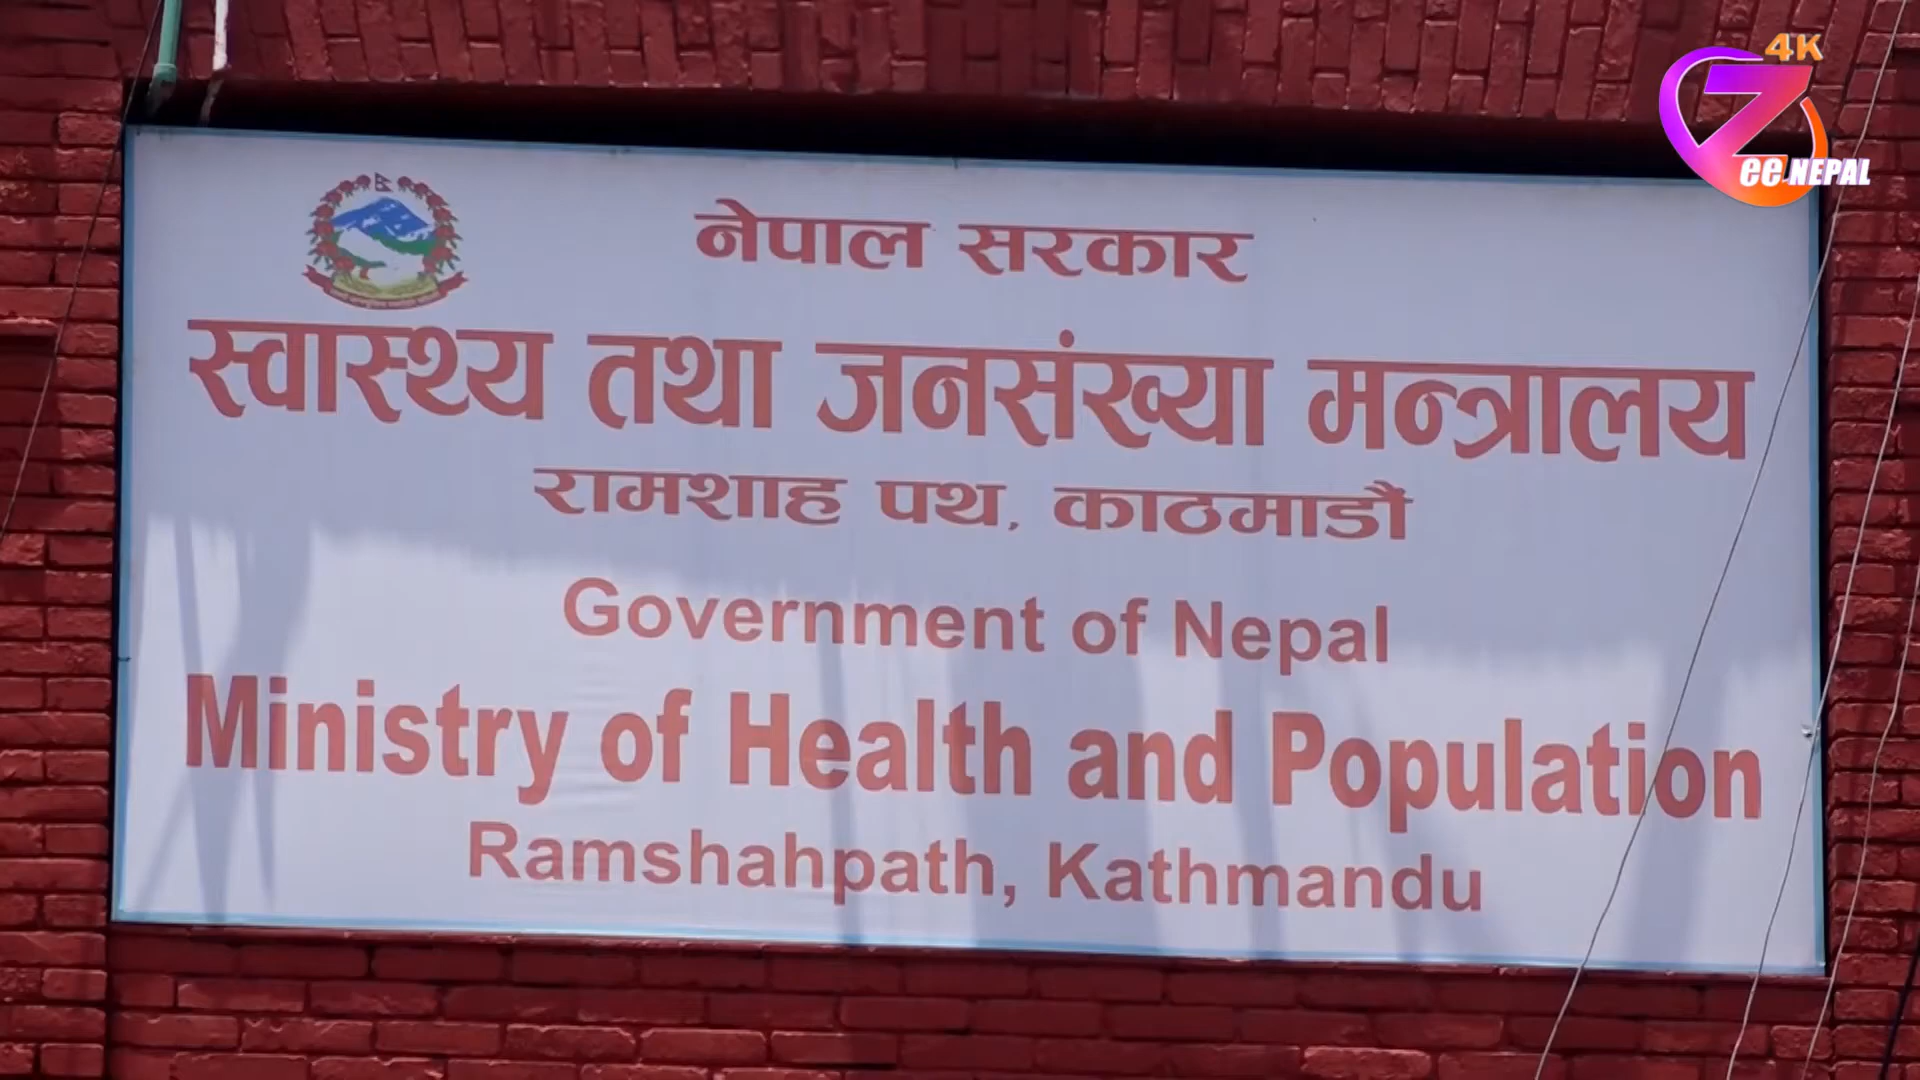 4K
Zee NEPAL
नेपाल सरकार
स्वास्थ्य तथा जनसंख्या मन्त्रालय
रामशाह पथ, काठमाडौं
Government of Nepal
Ministry of Health and Population
Ramshahpath, Kathmandu